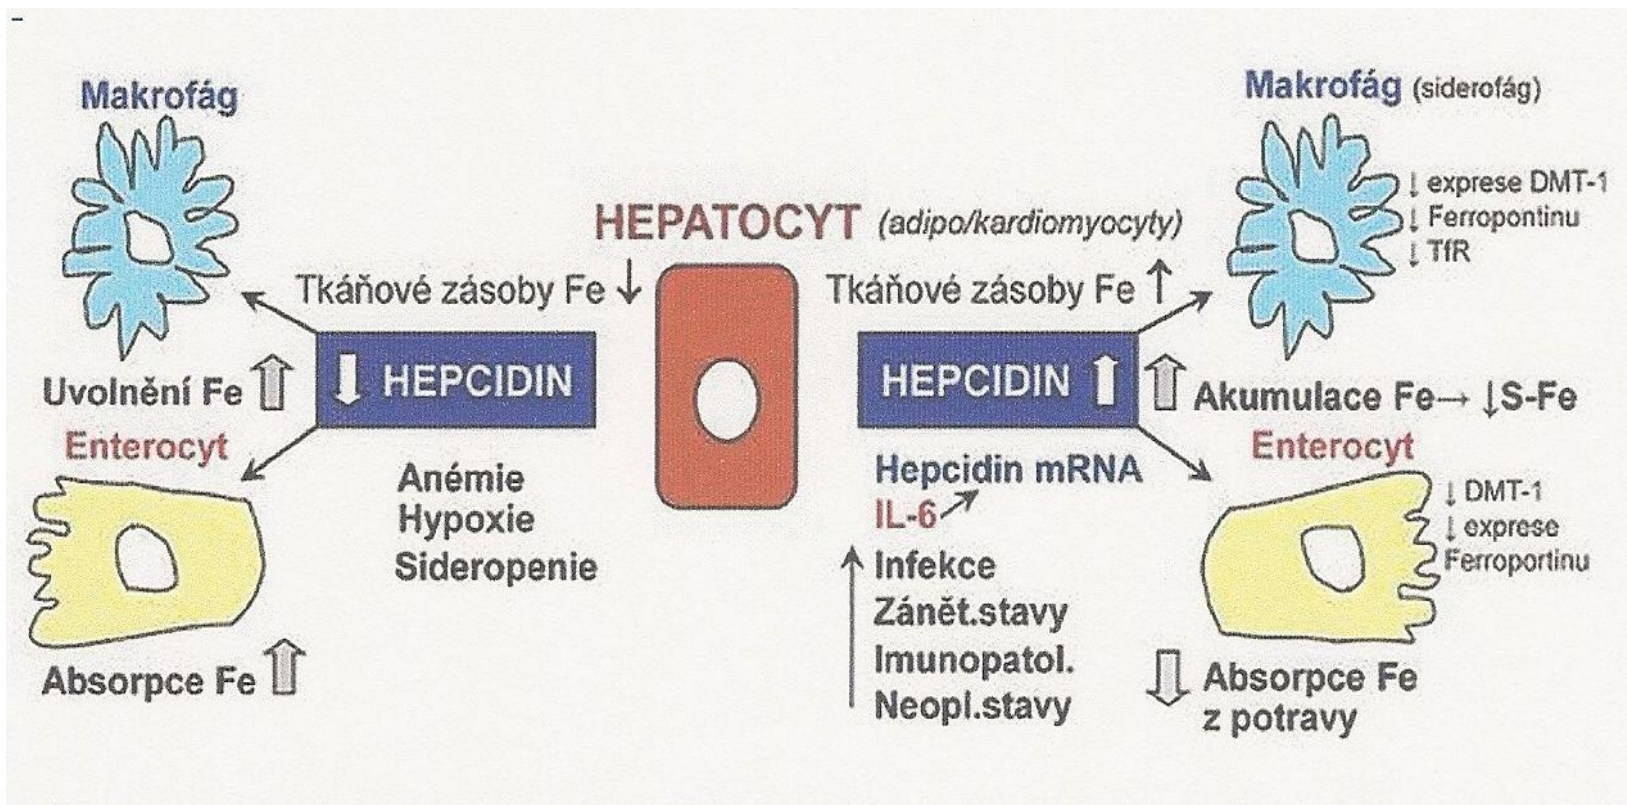 Makrofág
Makrofág (siderofág)
↓ exprese DMT-1
↓ Ferropontinu
↓ TfR
HEPATOCYT (adipo/kardiomyocyty)
Tkáňové zásoby Fe ↓
Tkáňové zásoby Fe ↑
↓ HEPCIDIN
HEPCIDIN ↑
Uvolnění Fe ↑
↑ Akumulace Fe→ ↓S-Fe
Enterocyt
Enterocyt
Anémie
Hypoxie
Sideropenie
Hepcidin mRNA
IL-6
Infekce
Zánět.stavy
Imunopatol.
Neopl.stavy
↓ DMT-1
↓ exprese
Ferroportinu
Absorpce Fe ↑
↓ Absorpce Fe
z potravy